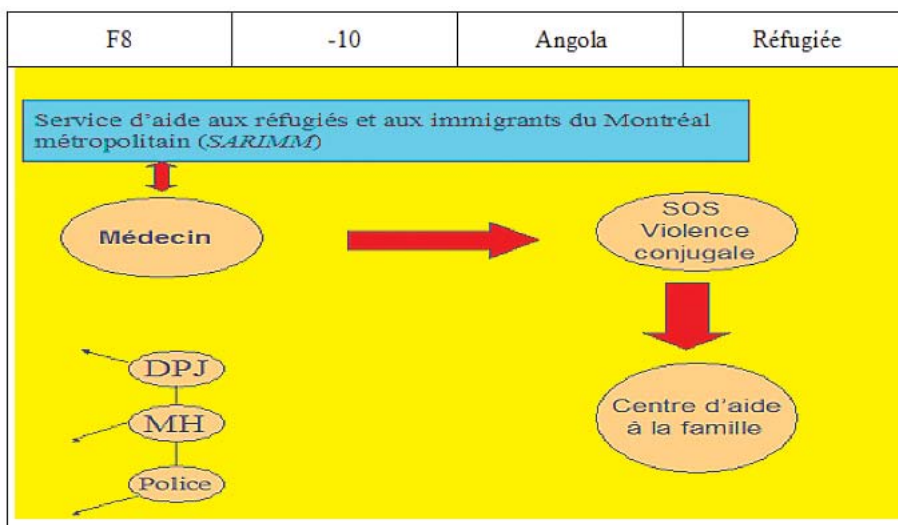 F8 -10 Angola Réfugiée
Service d'aide aux réfugiés et aux immigrants du Montréal
métropolitain (SARIMM)
Médecin
SOS
Violence
conjugale
DPJ
MH
Police
Centre d'aide
à la famille